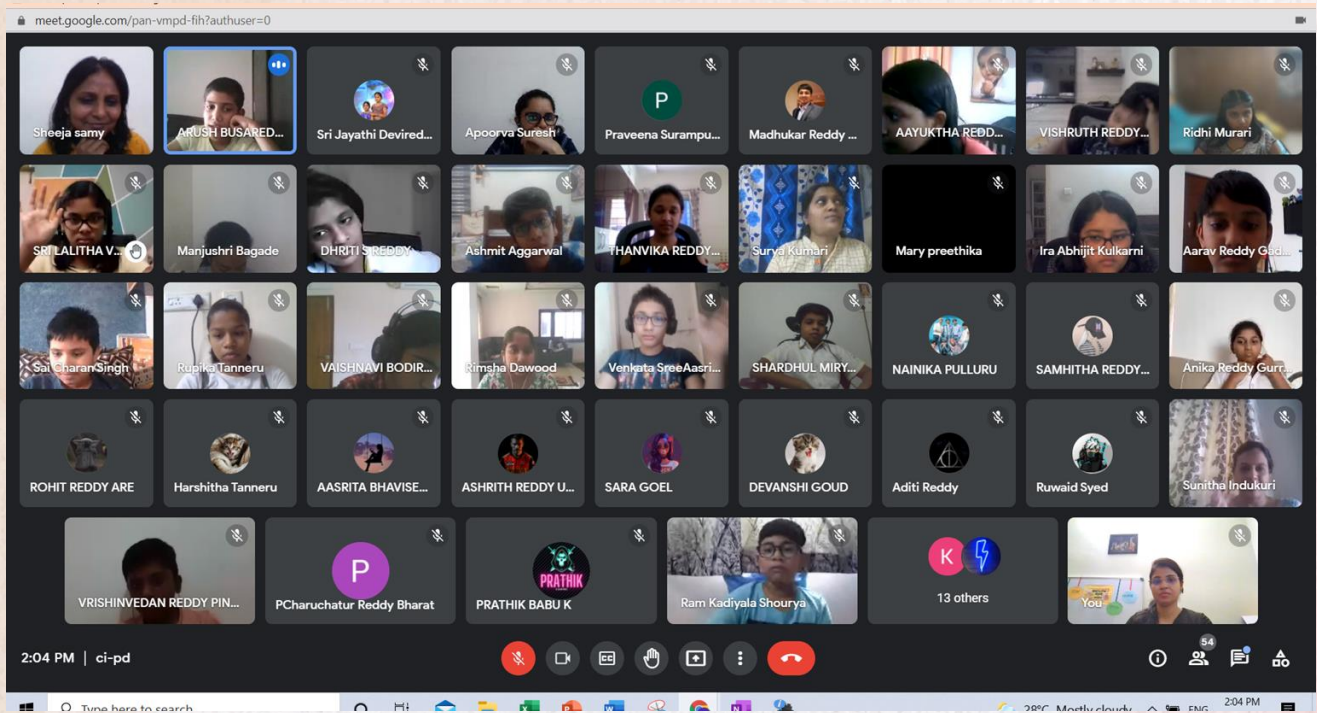 meet.google.com/pan-vmpd-fih?authuser=0
Sheeja samy
ARUSH BUSARED...
Sri Jayathi Devired...
Apoorva Suresh
P
Praveena Surampu...
Madhukar Reddy ...
AAYUKTHA REDD...
VISHRUTH REDDY...
Ridhi Murari
SRI LALITHA V...
Manjushri Bagade
DHRITI S REDDY
Ashmit Aggarwal
THANVIKA REDDY...
Surya Kumari
Mary preethika
Ira Abhijit Kulkarni
Aarav Reddy Gad...
Sai Charan Singh
Rupika Tanneru
VAISHNAVI BODIR...
Rimsha Dawood
Venkata SreeAasri...
SHARDHUL MIRY...
NAINIKA PULLURU
SAMHITHA REDDY...
Anika Reddy Gurr...
ROHIT REDDY ARE
Harshitha Tanneru
AASRITA BHAVISE...
ASHRITH REDDY U...
SARA GOEL
DEVANSHI GOUD
Aditi Reddy
Ruwaid Syed
Sunitha Indukuri
VRISHINVEDAN REDDY PIN...
P
PCharuchatur Reddy Bharat
PRATHIK
PRATHIK BABU K
Ram Kadiyala Shourya
K
13 others
You
2:04 PM | ci-pd
CC
54
Type here to search
28°C Mostly cloudy
ENG
2:04 PM